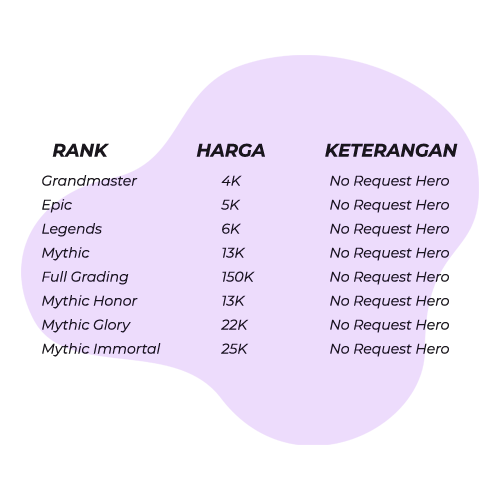 RANK HARGA KETERANGAN
Grandmaster 4K No Request Hero
Epic 5K No Request Hero
Legends 6K No Request Hero
Mythic 13K No Request Hero
Full Grading 150K No Request Hero
Mythic Honor 13K No Request Hero
Mythic Glory 22K No Request Hero
Mythic Immortal 25K No Request Hero